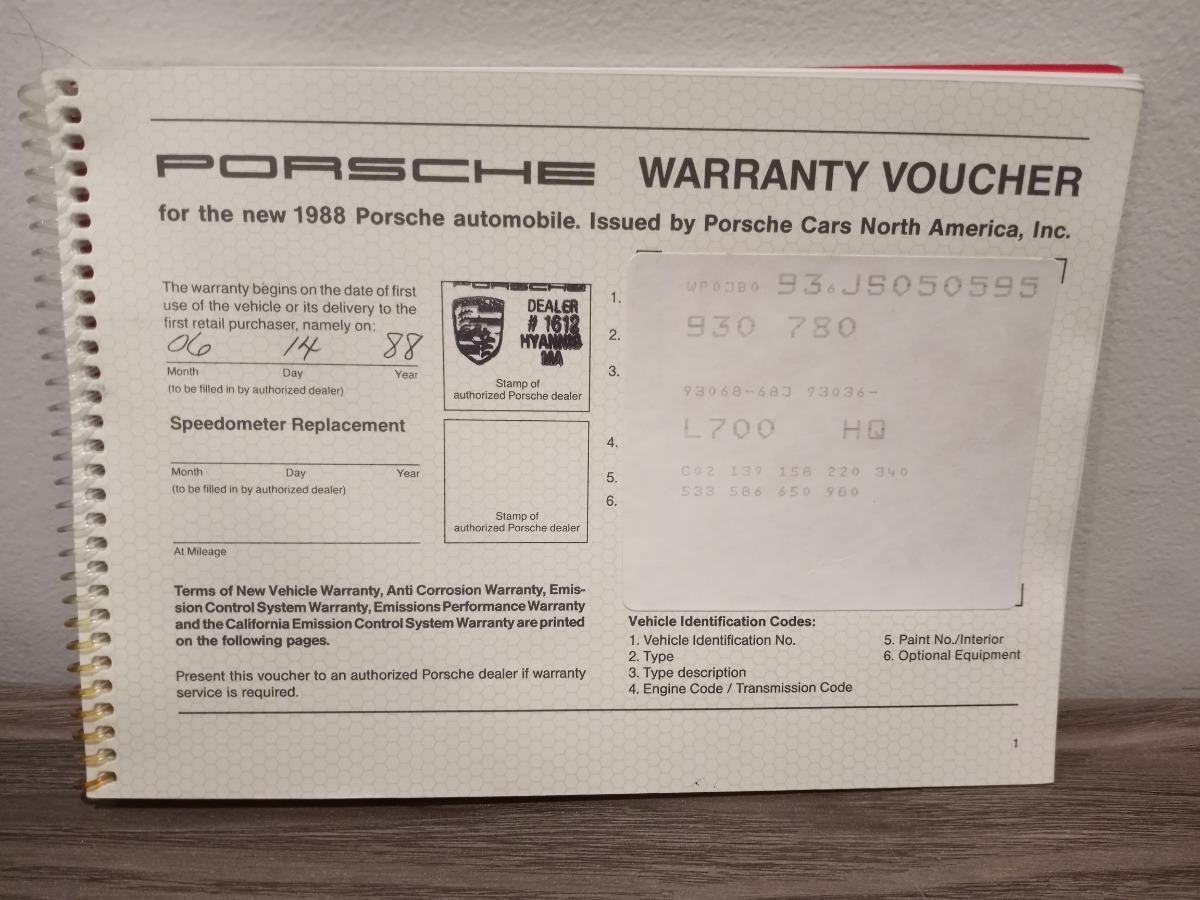 PORSCHE WARRANTY VOUCHER
for the new 1988 Porsche automobile. Issued by Porsche Cars North America, Inc.
The warranty begins on the date of first
use of the vehicle or its delivery to the
first retail purchaser, namely on:
06 14 88
Month Day Year
(to be filled in by authorized dealer)
Speedometer Replacement
Month Day Year
(to be filled in by authorized dealer)
At Mileage
PORSCHE
DEALER
# 1612
HYANNIS
MA
Stamp of
authorized Porsche dealer
Stamp of
authorized Porsche dealer
1. WP0JB0 936JS050595
2. 930 780
3.
93068-68J 93036-
4. L700 HQ
5. C02 139 158 220 340
6. 533 586 650 980
Terms of New Vehicle Warranty, Anti Corrosion Warranty, Emis-
sion Control System Warranty, Emissions Performance Warranty
and the California Emission Control System Warranty are printed
on the following pages.
Present this voucher to an authorized Porsche dealer if warranty
service is required.
Vehicle Identification Codes:
1. Vehicle Identification No.
2. Type
3. Type description
4. Engine Code / Transmission Code
5. Paint No./Interior
6. Optional Equipment
1